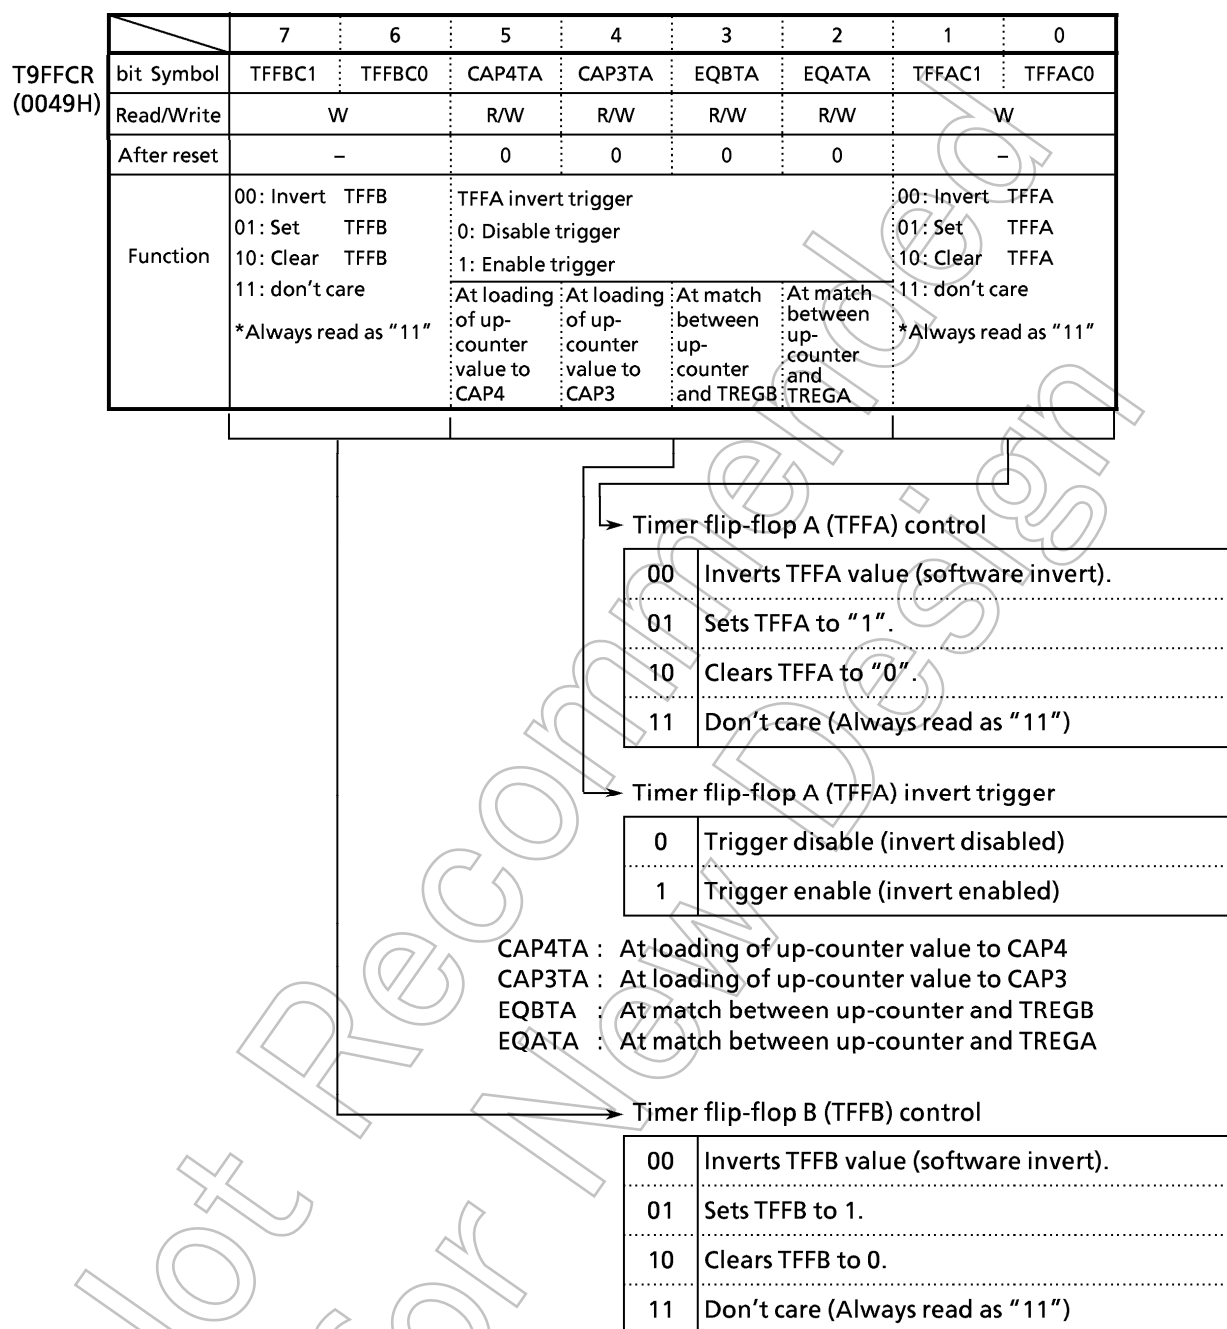 7 6 5 4 3 2 1 0
T9FFCR (0049H)
bit Symbol TFFBC1 TFFBC0 CAP4TA CAP3TA EQBTA EQATA TFFAC1 TFFAC0
Read/Write W R/W R/W R/W R/W W
After reset – 0 0 0 0 –
Function
00: Invert TFFB
01: Set TFFB
10: Clear TFFB
11: don't care
*Always read as "11"
TFFA invert trigger
0: Disable trigger
1: Enable trigger
At loading of up-counter value to CAP4
At loading of up-counter value to CAP3
At match between up-counter and TREGB
At match between up-counter and TREGA
00: Invert TFFA
01: Set TFFA
10: Clear TFFA
11: don't care
*Always read as "11"
Timer flip-flop A (TFFA) control
00 Inverts TFFA value (software invert).
01 Sets TFFA to "1".
10 Clears TFFA to "0".
11 Don't care (Always read as "11")
Timer flip-flop A (TFFA) invert trigger
0 Trigger disable (invert disabled)
1 Trigger enable (invert enabled)
CAP4TA : At loading of up-counter value to CAP4
CAP3TA : At loading of up-counter value to CAP3
EQBTA : At match between up-counter and TREGB
EQATA : At match between up-counter and TREGA
Timer flip-flop B (TFFB) control
00 Inverts TFFB value (software invert).
01 Sets TFFB to 1.
10 Clears TFFB to 0.
11 Don't care (Always read as "11")
Not Recommended
for New Design